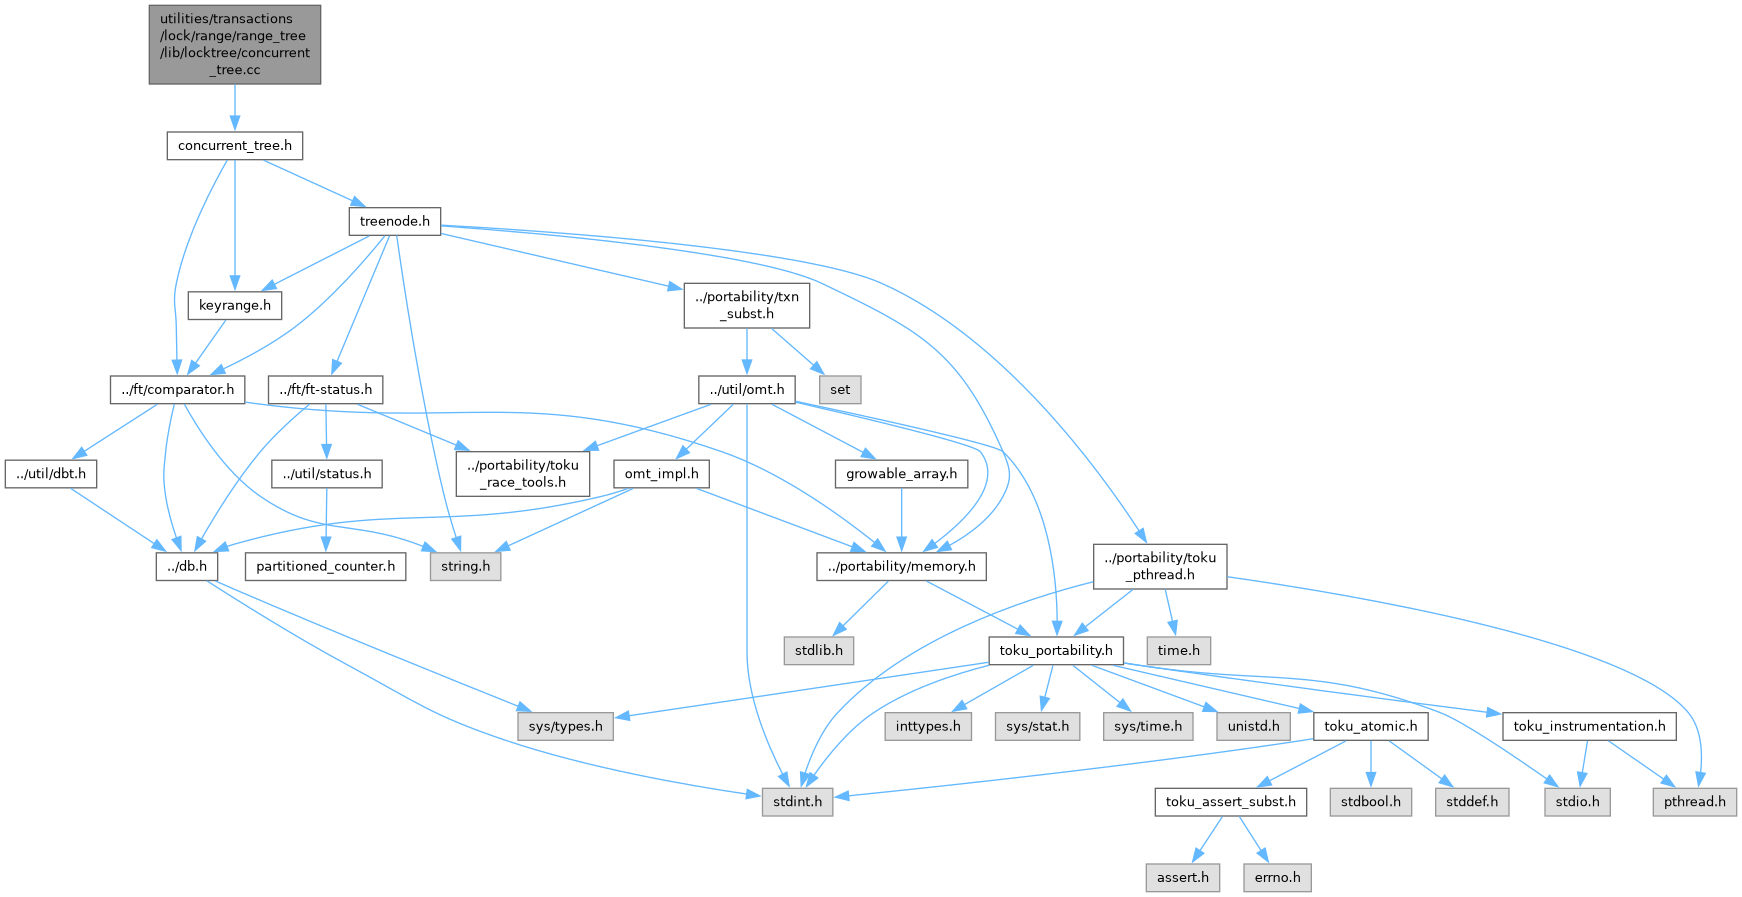 utilities/transactions
/lock/range/range_tree
/lib/locktree/concurrent
_tree.cc
concurrent_tree.h
treenode.h
keyrange.h
../portability/txn
_subst.h
../ft/comparator.h
../ft/ft-status.h
../util/omt.h
set
../util/dbt.h
../util/status.h
../portability/toku
_race_tools.h
omt_impl.h
growable_array.h
../db.h
partitioned_counter.h
string.h
../portability/memory.h
../portability/toku
_pthread.h
stdlib.h
toku_portability.h
time.h
sys/types.h
inttypes.h
sys/stat.h
sys/time.h
unistd.h
toku_atomic.h
toku_instrumentation.h
stdint.h
toku_assert_subst.h
stdbool.h
stddef.h
stdio.h
pthread.h
assert.h
errno.h